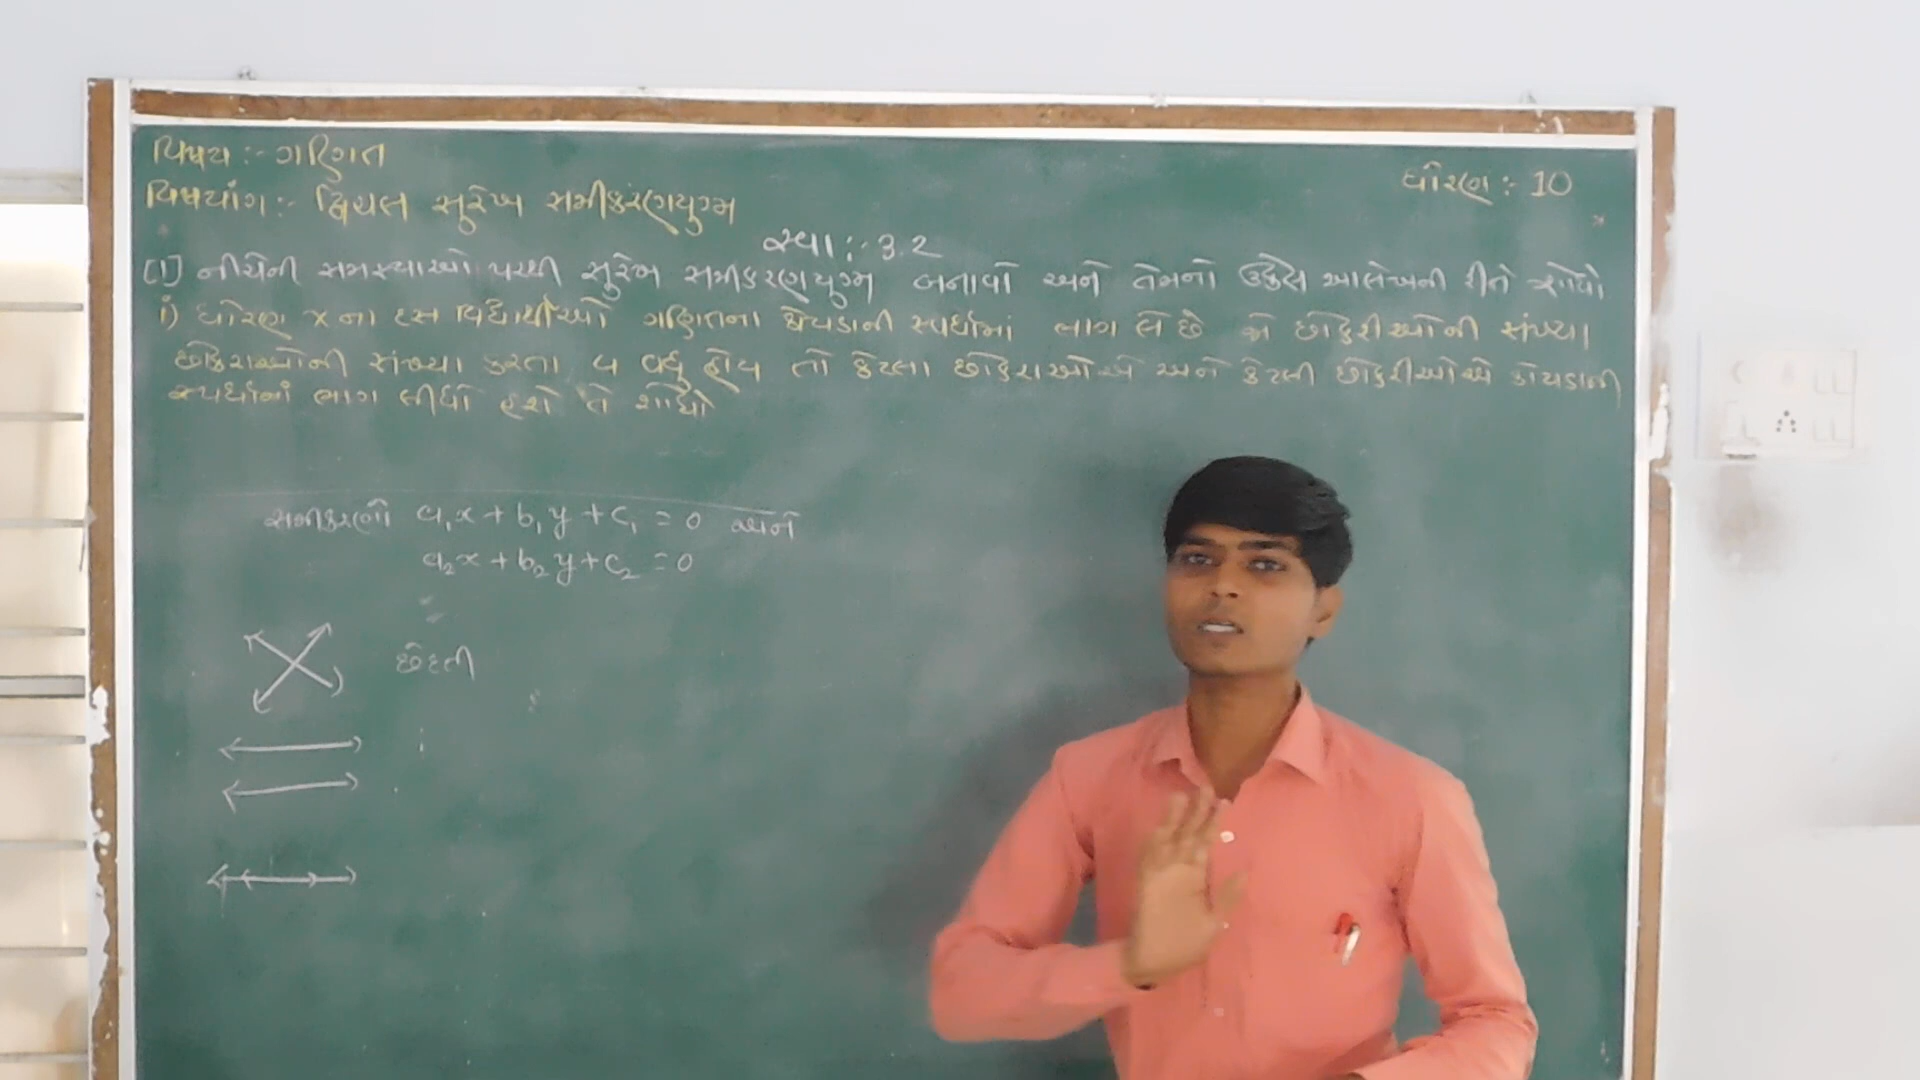 વિષય :- ગણિત
ધોરણ :- 10
વિષયાંગ :- દ્વિચલ સુરેખ સમીકરણયુગ્મ
સ્વા :- 3.2
[1] નીચેની સમસ્યાઓ પરથી સુરેખ સમીકરણયુગ્મ બનાવો અને તેમનો ઉકેલ આલેખની રીતે શોધો
i) ધોરણ X ના દસ વિદ્યાર્થીઓ ગણિતના કોયડાની સ્પર્ધામાં ભાગ લે છે જો છોકરીઓની સંખ્યા
છોકરાઓની સંખ્યા કરતા 4 વધુ હોય તો કેટલા છોકરાઓએ અને કેટલી છોકરીઓએ કોયડાની
સ્પર્ધામાં ભાગ લીધો હશે તે શોધો
સમીકરણો a₁x + b₁y + c₁ = 0 અને
a₂x + b₂y + c₂ = 0
છેદતી